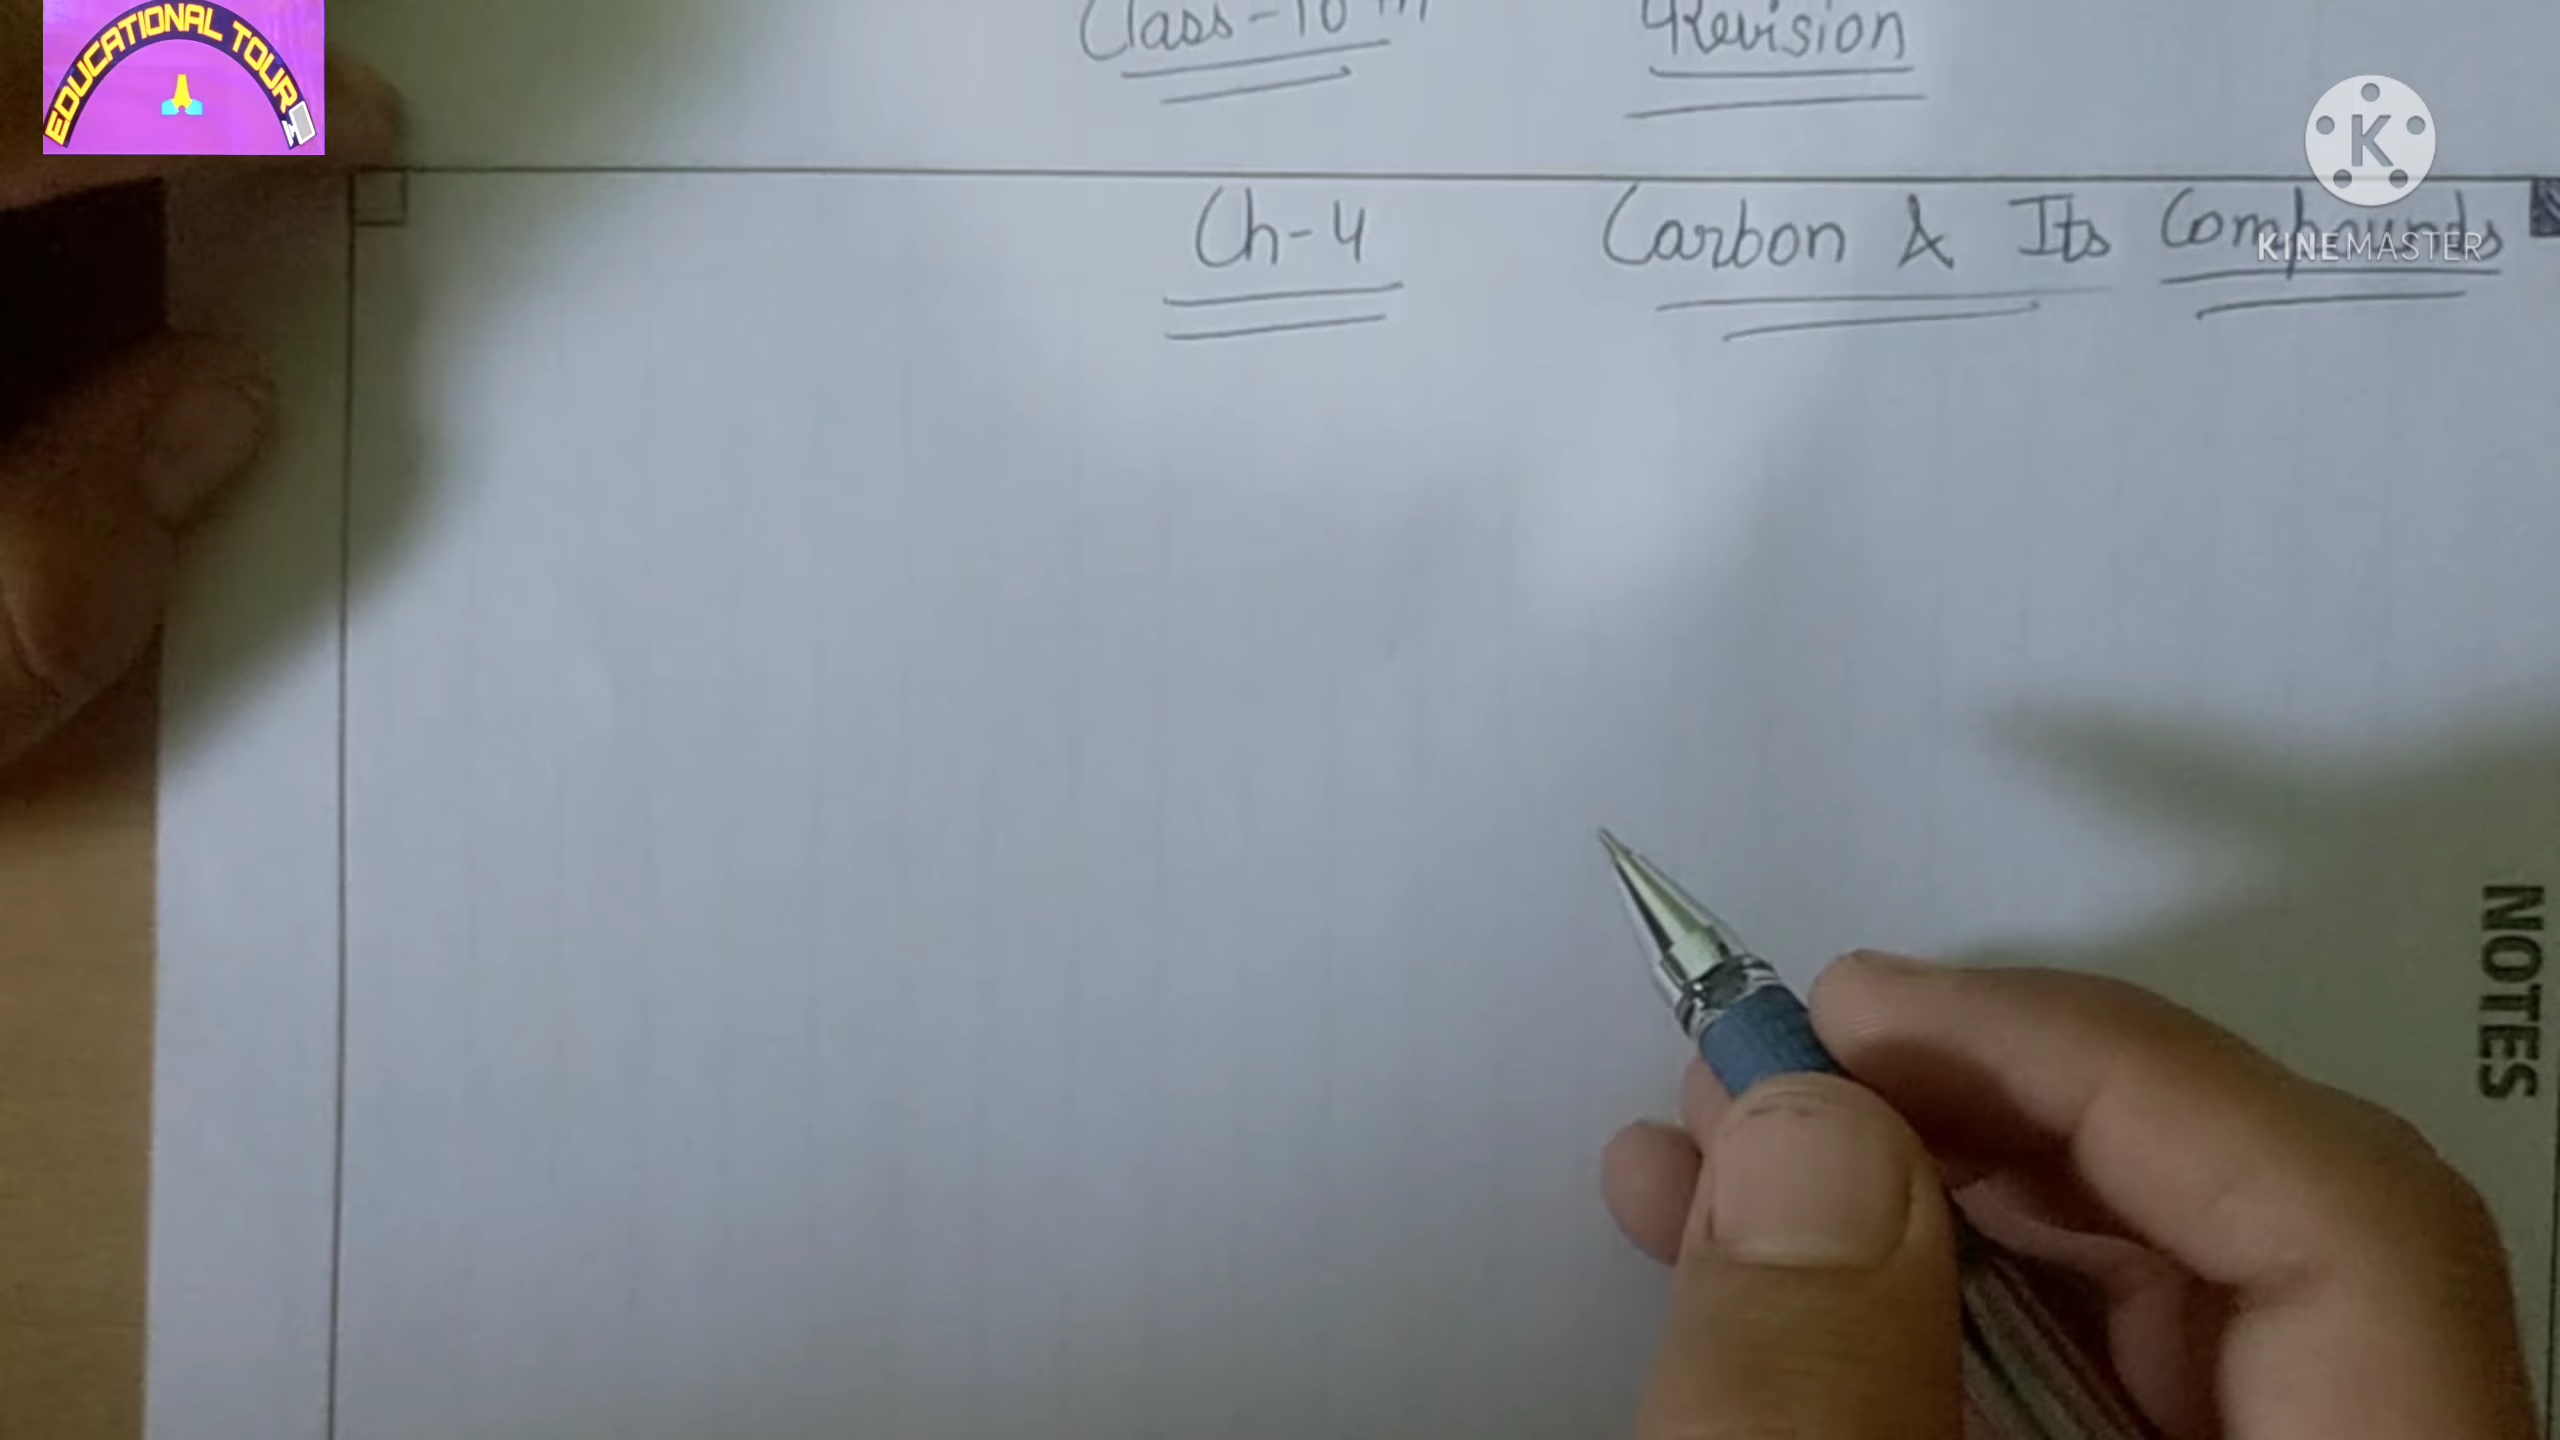 EDUCATIONAL TOUR
Class-10th Revision
Ch-4 Carbon & Its Compounds
KINEMASTER
NOTES